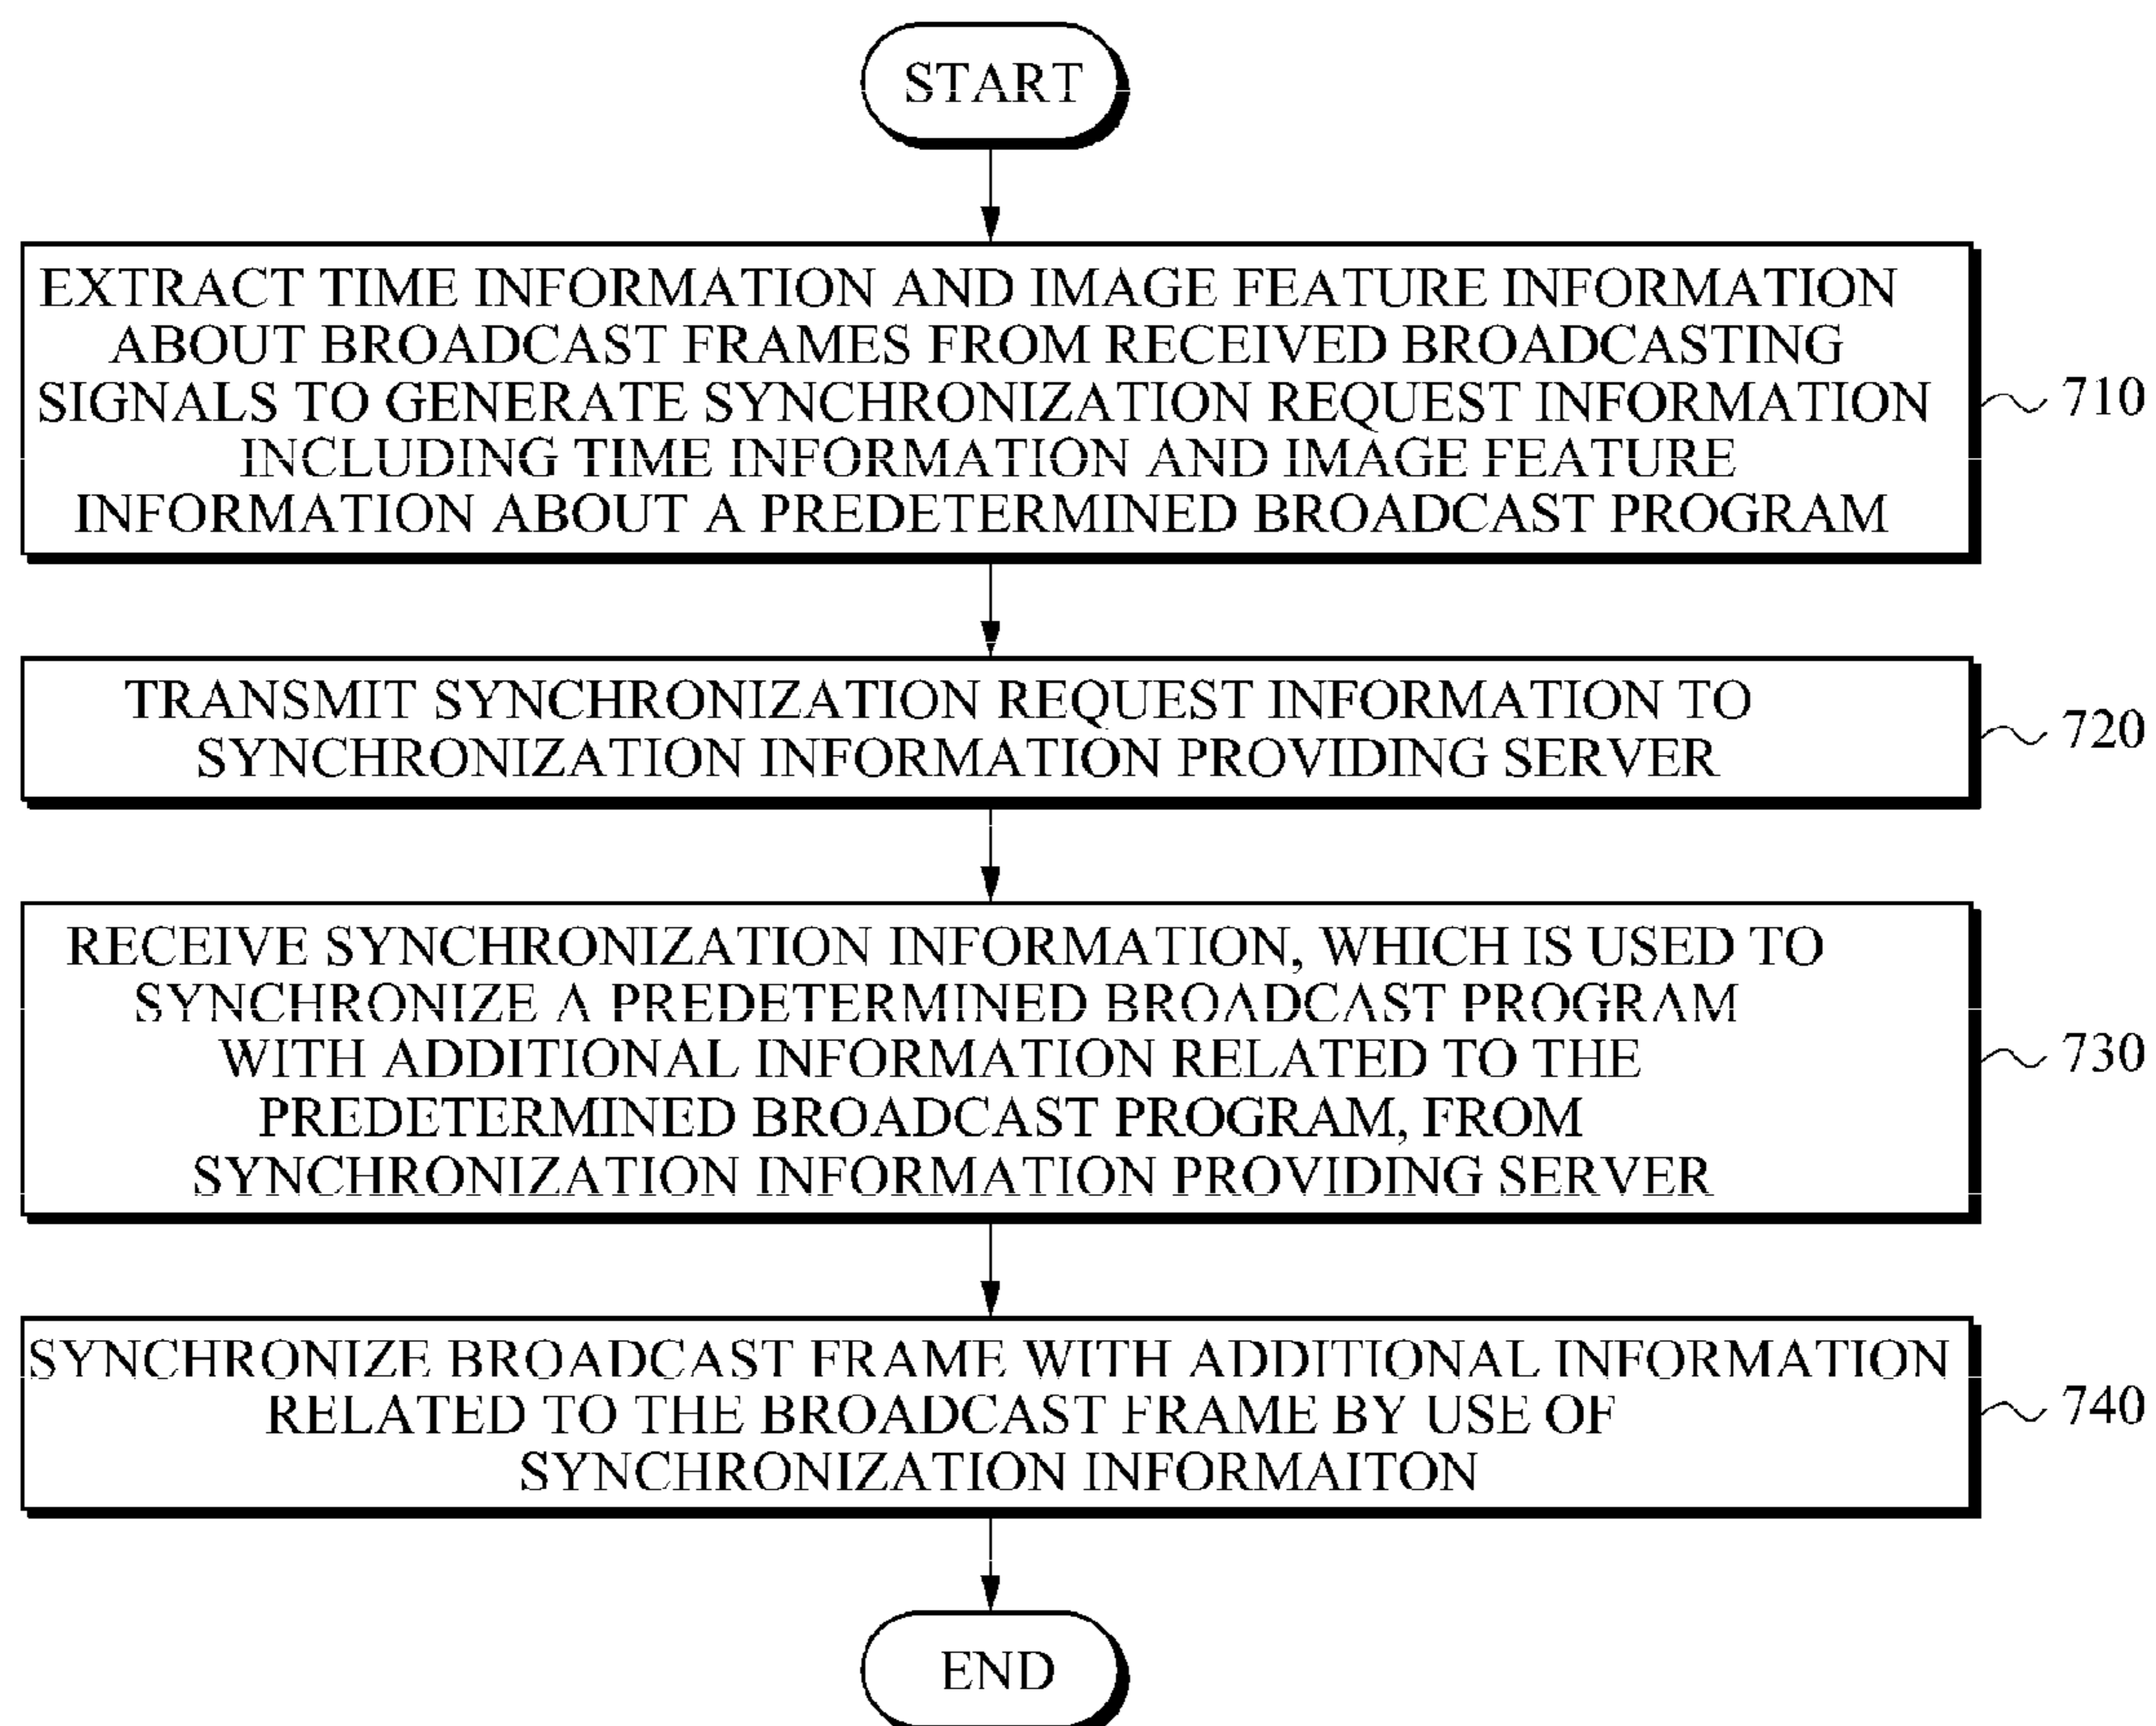 START
EXTRACT TIME INFORMATION AND IMAGE FEATURE INFORMATION
ABOUT BROADCAST FRAMES FROM RECEIVED BROADCASTING
SIGNALS TO GENERATE SYNCHRONIZATION REQUEST INFORMATION
INCLUDING TIME INFORMATION AND IMAGE FEATURE
INFORMATION ABOUT A PREDETERMINED BROADCAST PROGRAM
710
TRANSMIT SYNCHRONIZATION REQUEST INFORMATION TO
SYNCHRONIZATION INFORMATION PROVIDING SERVER
720
RECEIVE SYNCHRONIZATION INFORMATION, WHICH IS USED TO
SYNCHRONIZE A PREDETERMINED BROADCAST PROGRAM
WITH ADDITIONAL INFORMATION RELATED TO THE
PREDETERMINED BROADCAST PROGRAM, FROM
SYNCHRONIZATION INFORMATION PROVIDING SERVER
730
SYNCHRONIZE BROADCAST FRAME WITH ADDITIONAL INFORMATION
RELATED TO THE BROADCAST FRAME BY USE OF
SYNCHRONIZATION INFORMAITON
740
END